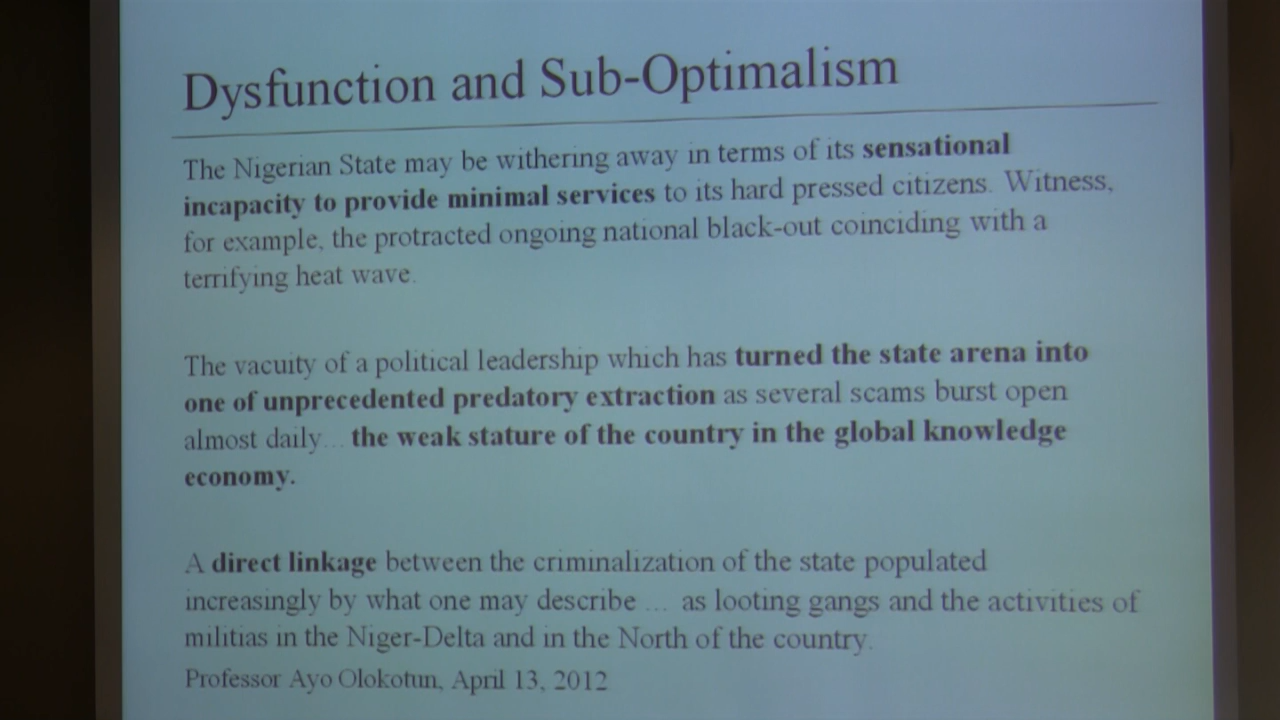 Dysfunction and Sub-Optimalism
The Nigerian State may be withering away in terms of its sensational
incapacity to provide minimal services to its hard pressed citizens. Witness,
for example, the protracted ongoing national black-out coinciding with a
terrifying heat wave.
The vacuity of a political leadership which has turned the state arena into
one of unprecedented predatory extraction as several scams burst open
almost daily... the weak stature of the country in the global knowledge
economy.
A direct linkage between the criminalization of the state populated
increasingly by what one may describe ... as looting gangs and the activities of
militias in the Niger-Delta and in the North of the country.
Professor Ayo Olokotun, April 13, 2012